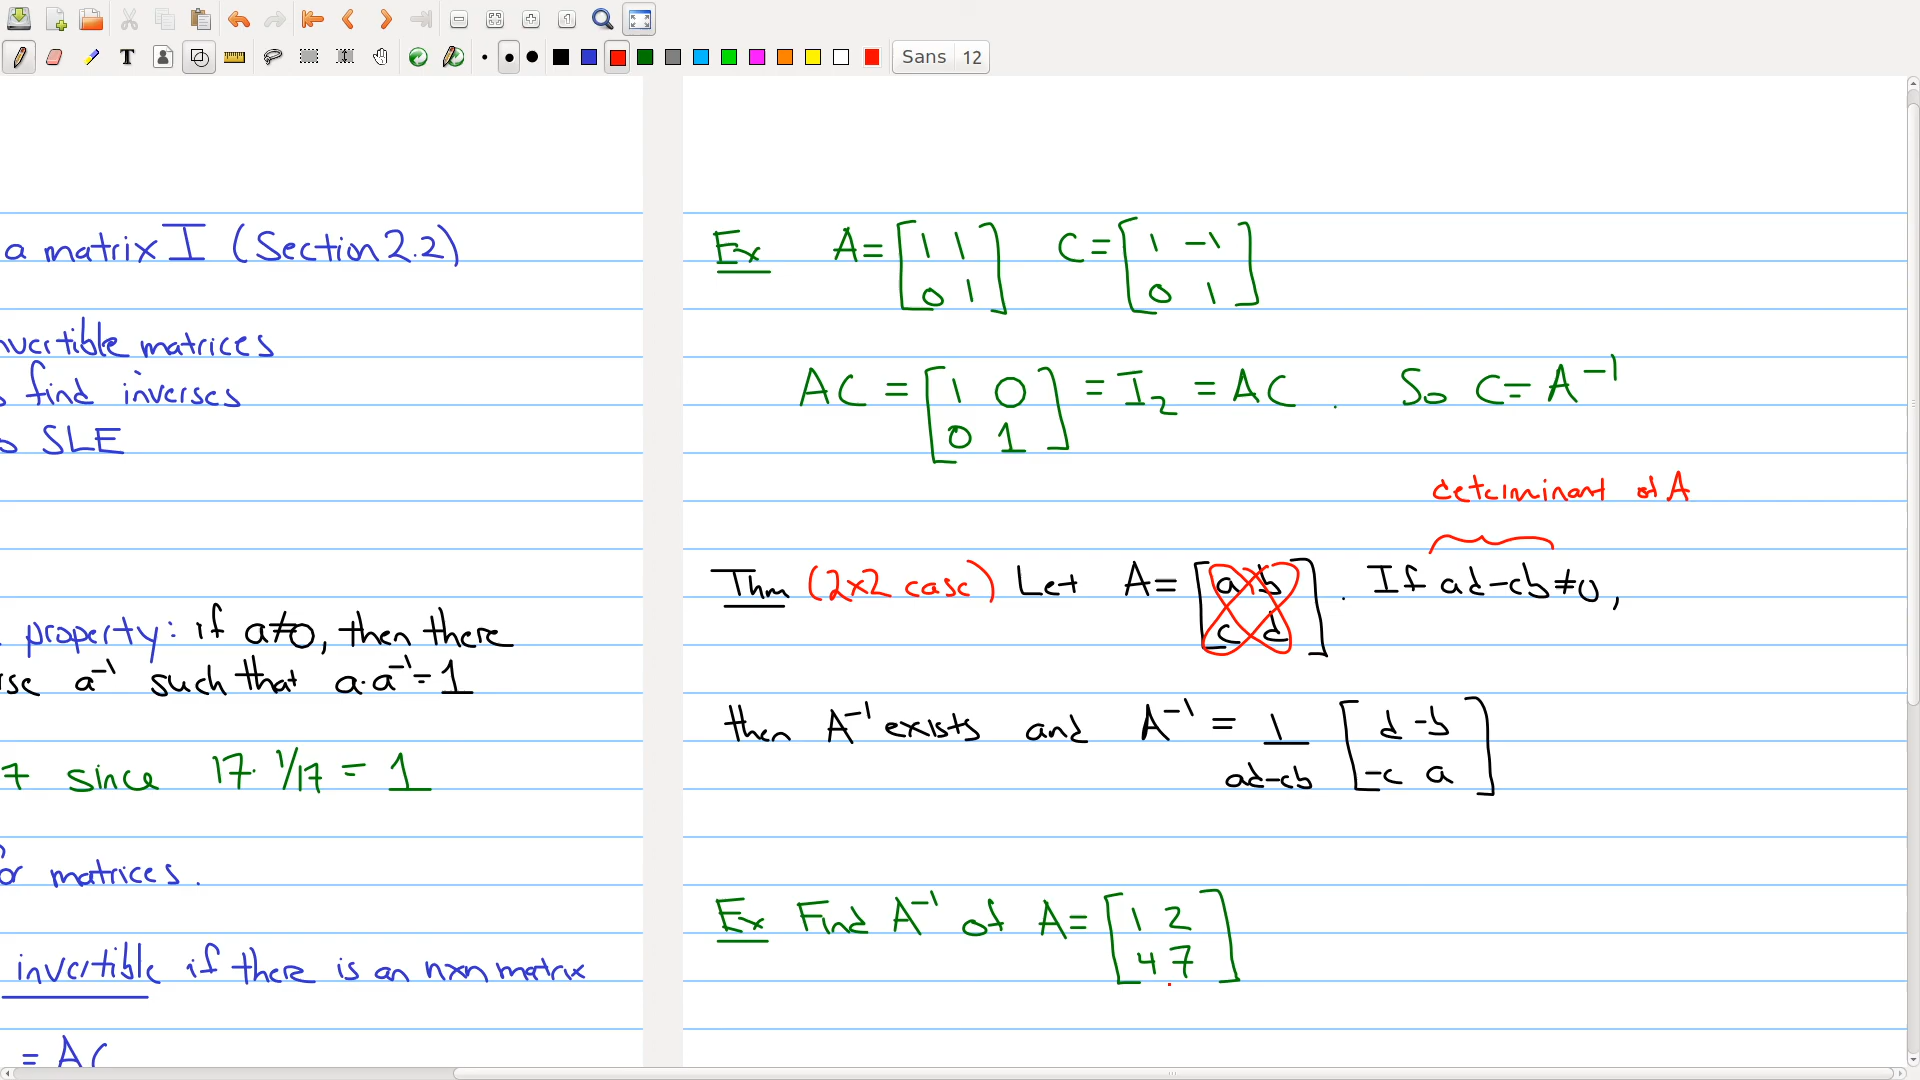 Sans 12
a matrix I (Section 2.2)
invertible matrices
find inverses
SLE
property: if a≠0, then there
a⁻¹ such that a·a⁻¹=1
7 since 17·1/17 = 1
for matrices.
invertible if there is an nxn matrix
= AC
Ex A= [1 1
0 1] C= [1 -1
0 1]
AC = [1 0
0 1] = I₂ = AC . So C= A⁻¹
determinant of A
Thm (2x2 case) Let A= [a b
c d] . If ad-cb≠0,
then A⁻¹ exists and A⁻¹ = 1/ad-cb [d -b
-c a]
Ex Find A⁻¹ of A= [1 2
4 7]